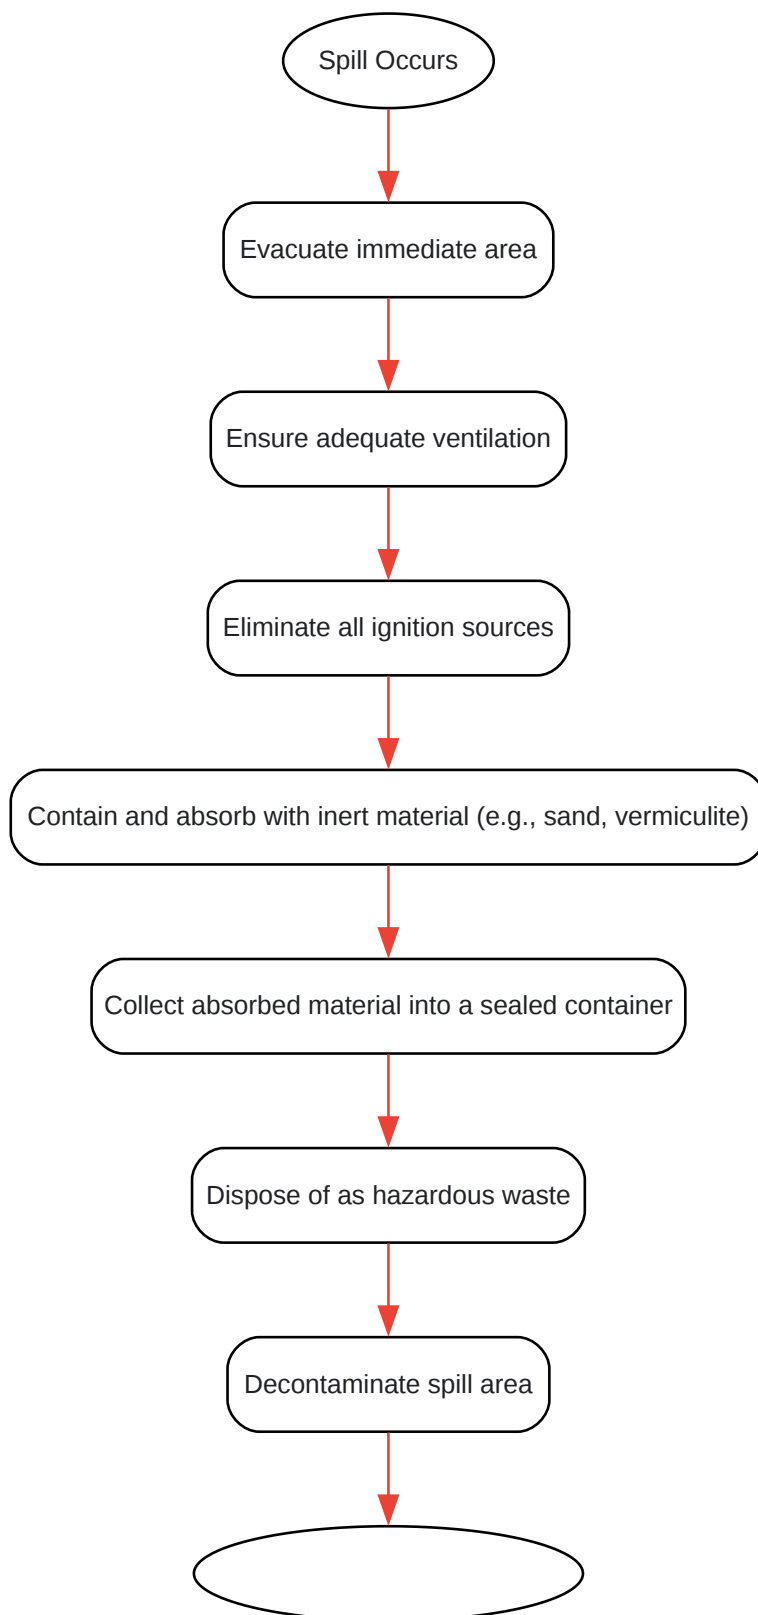 Spill Occurs
Evacuate immediate area
Ensure adequate ventilation
Eliminate all ignition sources
Contain and absorb with inert material (e.g., sand, vermiculite)
Collect absorbed material into a sealed container
Dispose of as hazardous waste
Decontaminate spill area